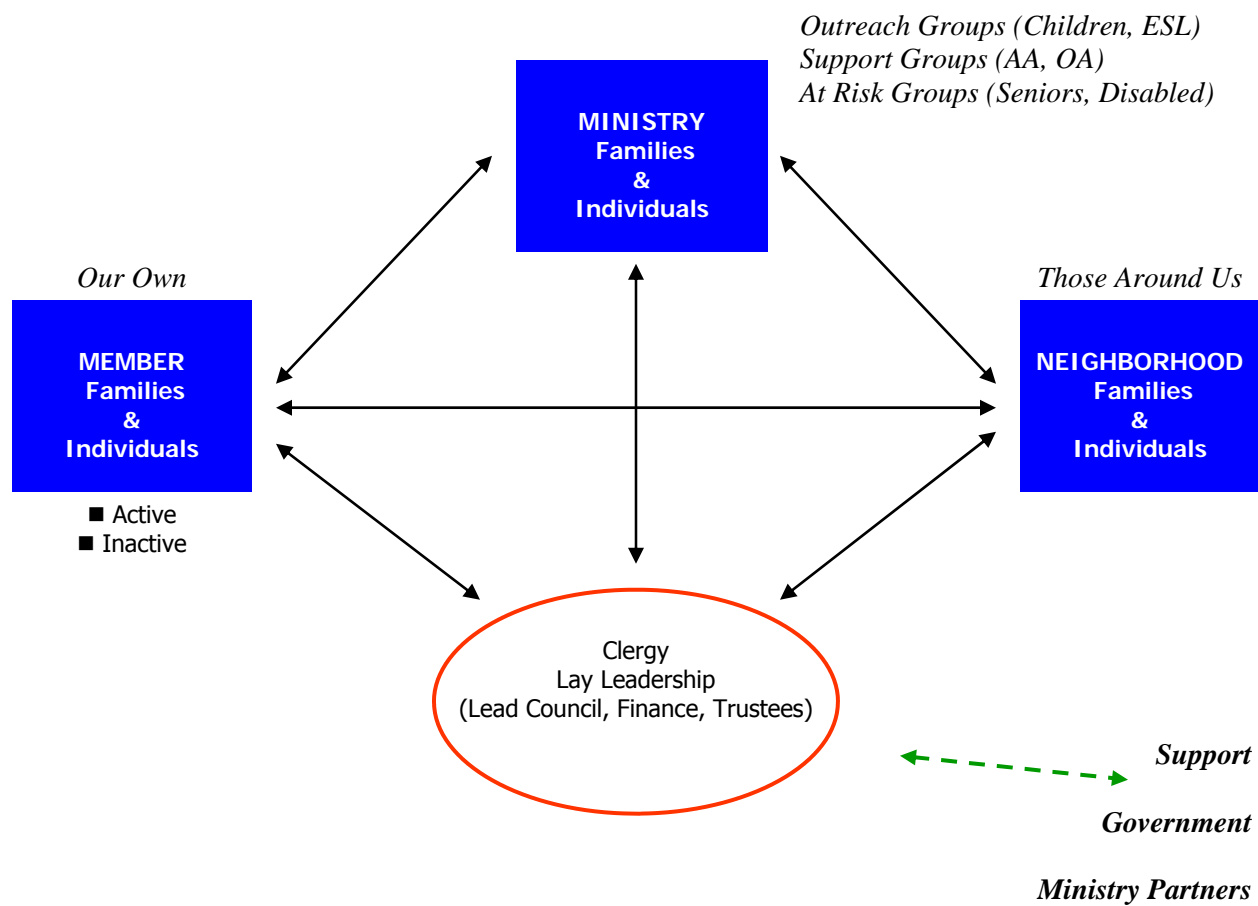 Outreach Groups (Children, ESL)
Support Groups (AA, OA)
At Risk Groups (Seniors, Disabled)
MINISTRY
Families
&
Individuals
Our Own
MEMBER
Families
&
Individuals
■ Active
■ Inactive
Those Around Us
NEIGHBORHOOD
Families
&
Individuals
Clergy
Lay Leadership
(Lead Council, Finance, Trustees)
Support
Government
Ministry Partners